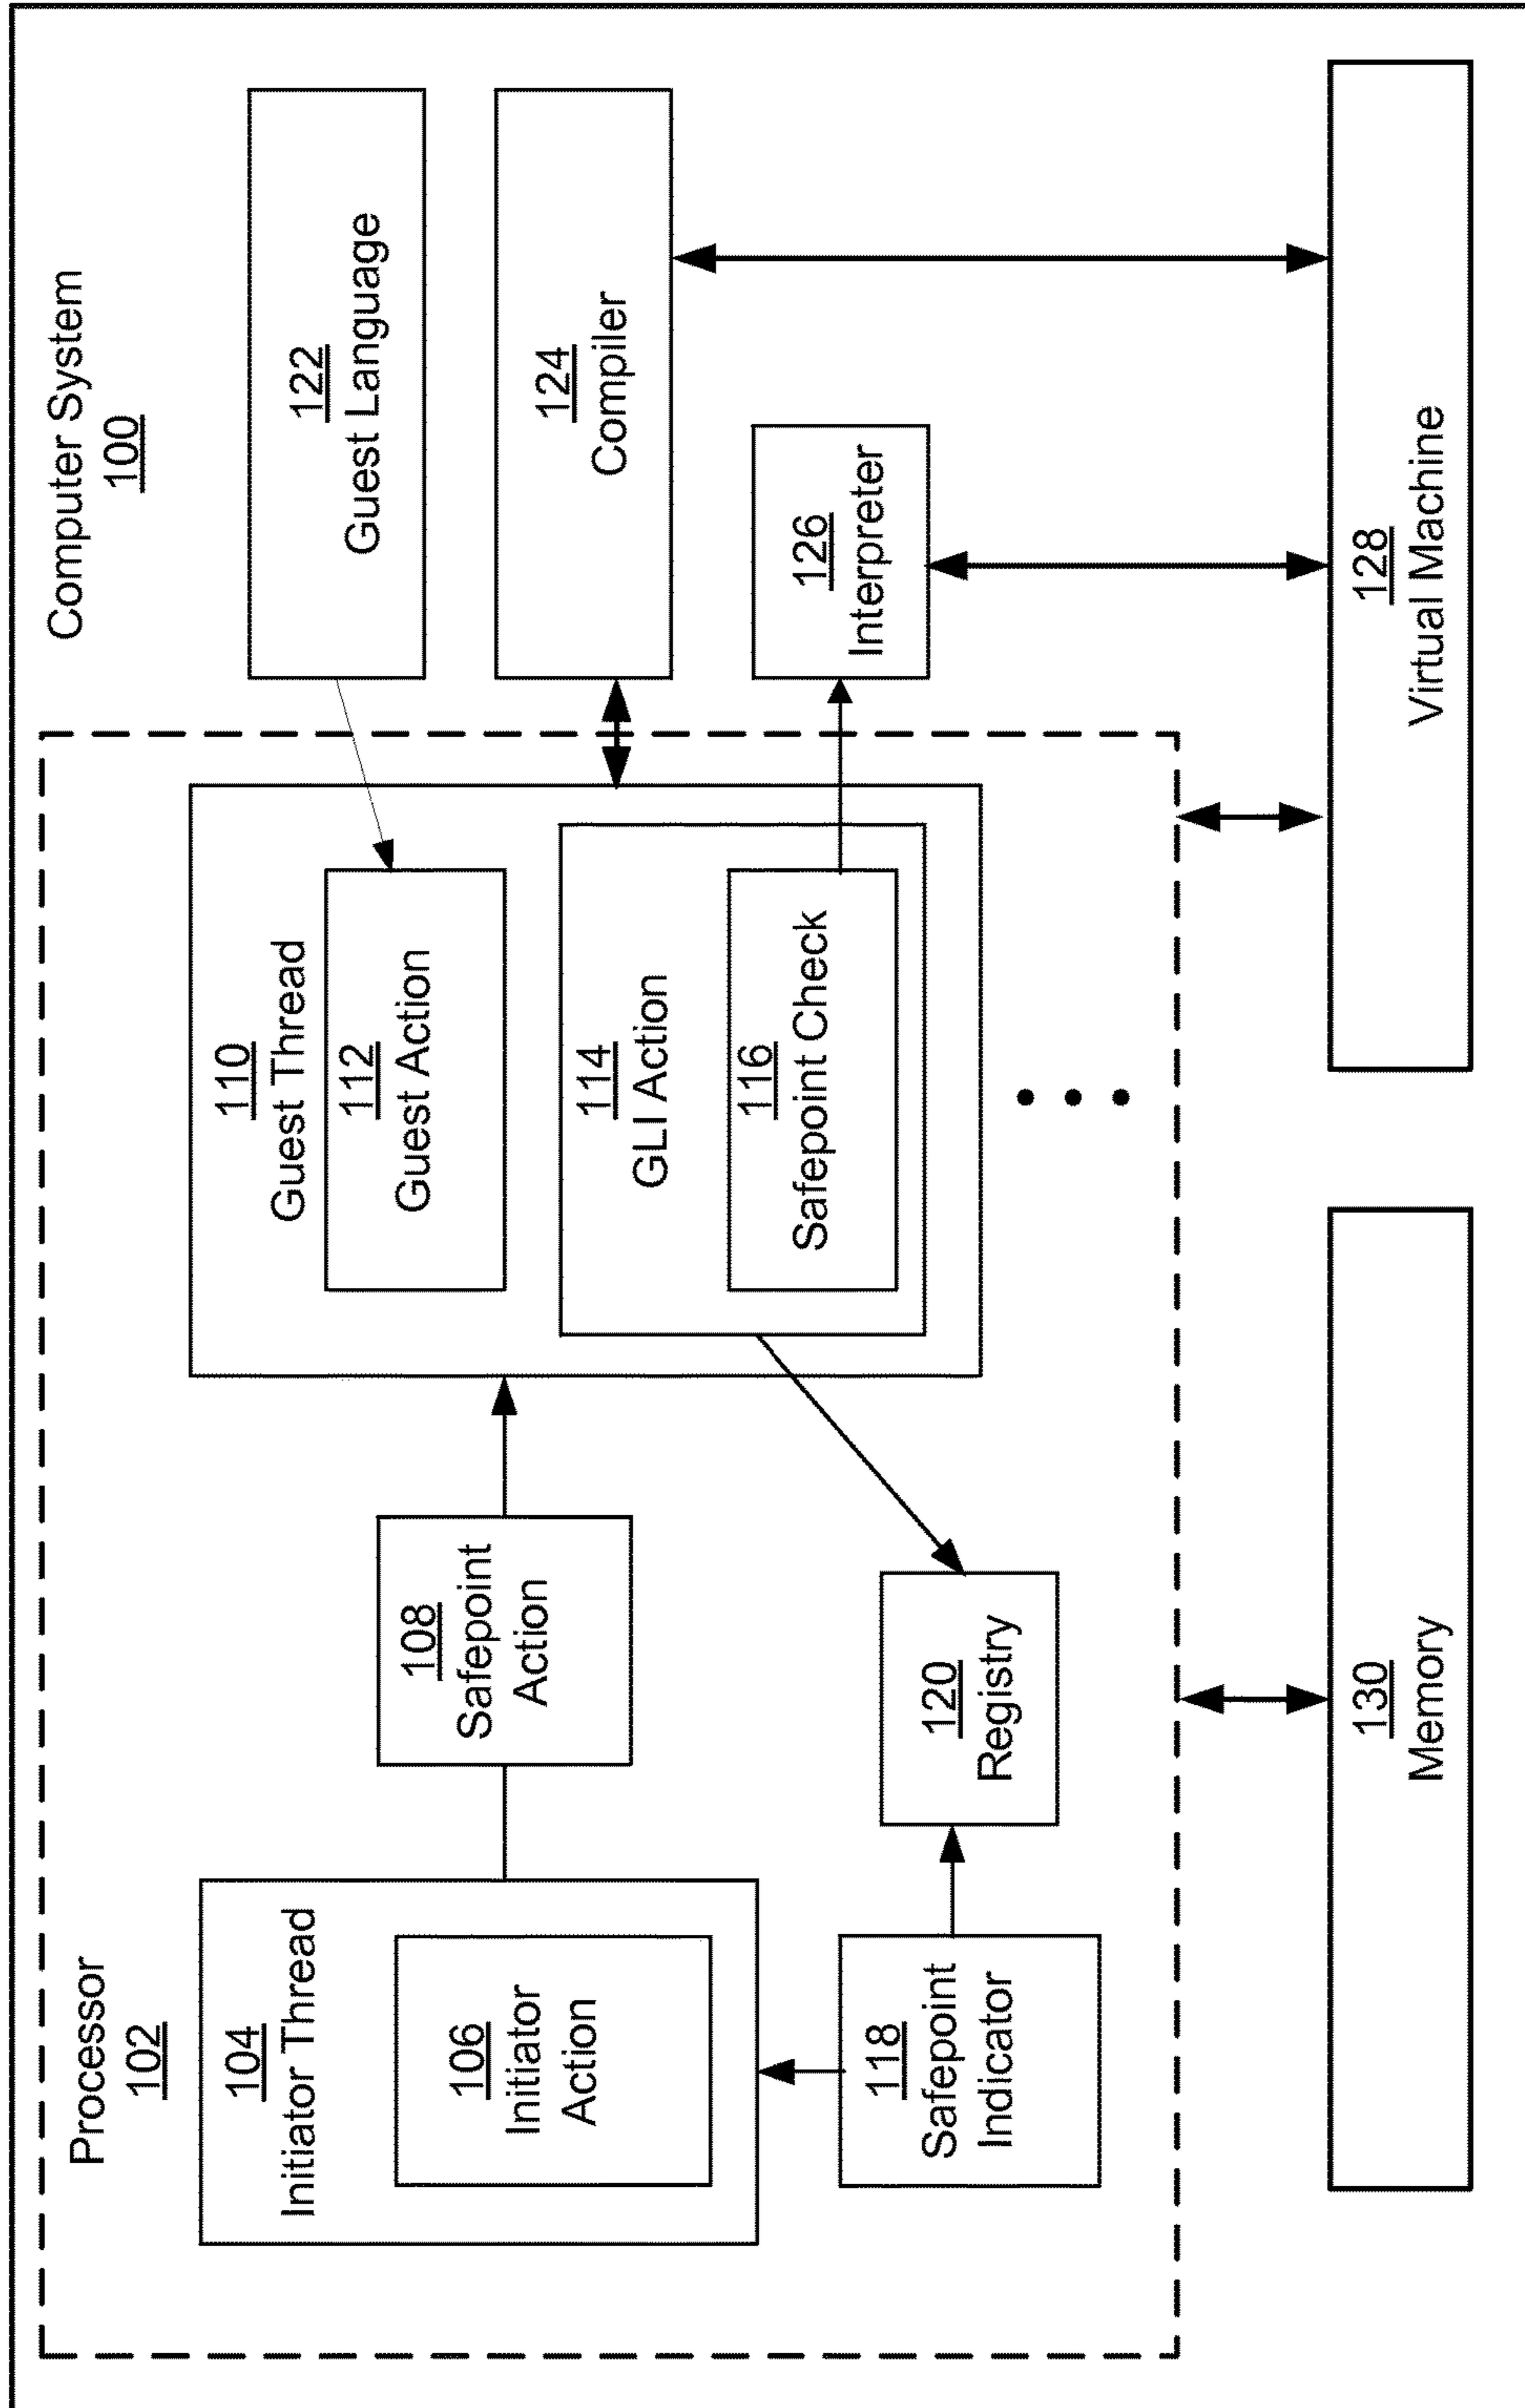 Computer System
100
Processor
102
104
Initiator Thread
106
Initiator
Action
108
Safepoint
Action
110
Guest Thread
112
Guest Action
114
GLI Action
116
Safepoint Check
118
Safepoint
Indicator
120
Registry
122
Guest Language
124
Compiler
126
Interpreter
128
Virtual Machine
130
Memory